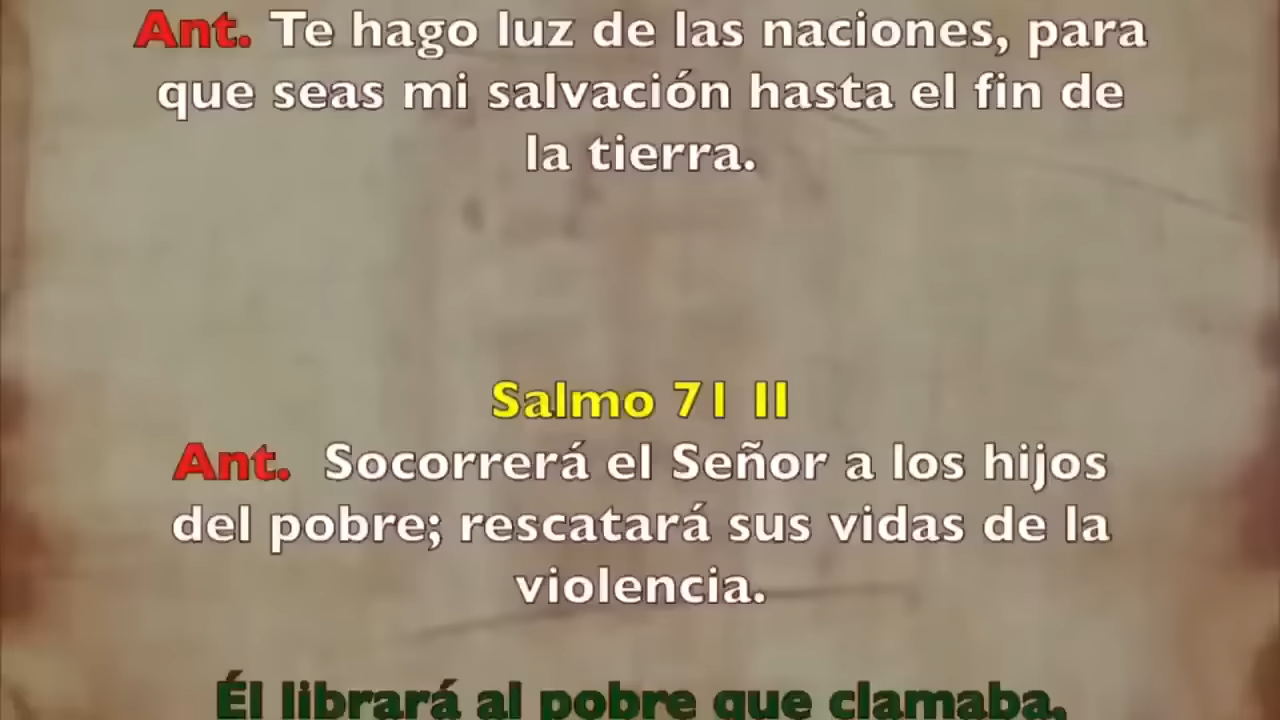 Ant. Te hago luz de las naciones, para
que seas mi salvación hasta el fin de
la tierra.
Salmo 71 II
Ant. Socorrerá el Señor a los hijos
del pobre; rescatará sus vidas de la
violencia.
Él librará al pobre que clamaba,